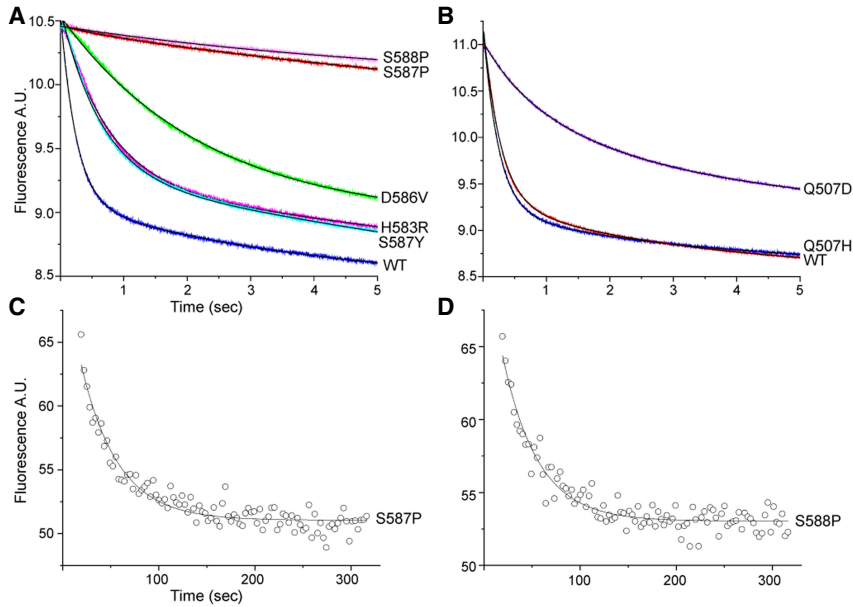 A
10.5
10.0
9.5
9.0
8.5
Fluorescence A.U.
S588P
S587P
D586V
H583R
S587Y
WT
1
2
3
4
5
Time (sec)
B
11.0
10.5
10.0
9.5
9.0
8.5
Q507D
Q507H
WT
1
2
3
4
5
C
65
60
55
50
Fluorescence A.U.
S587P
100
200
300
Time (sec)
D
65
60
55
50
S588P
100
200
300